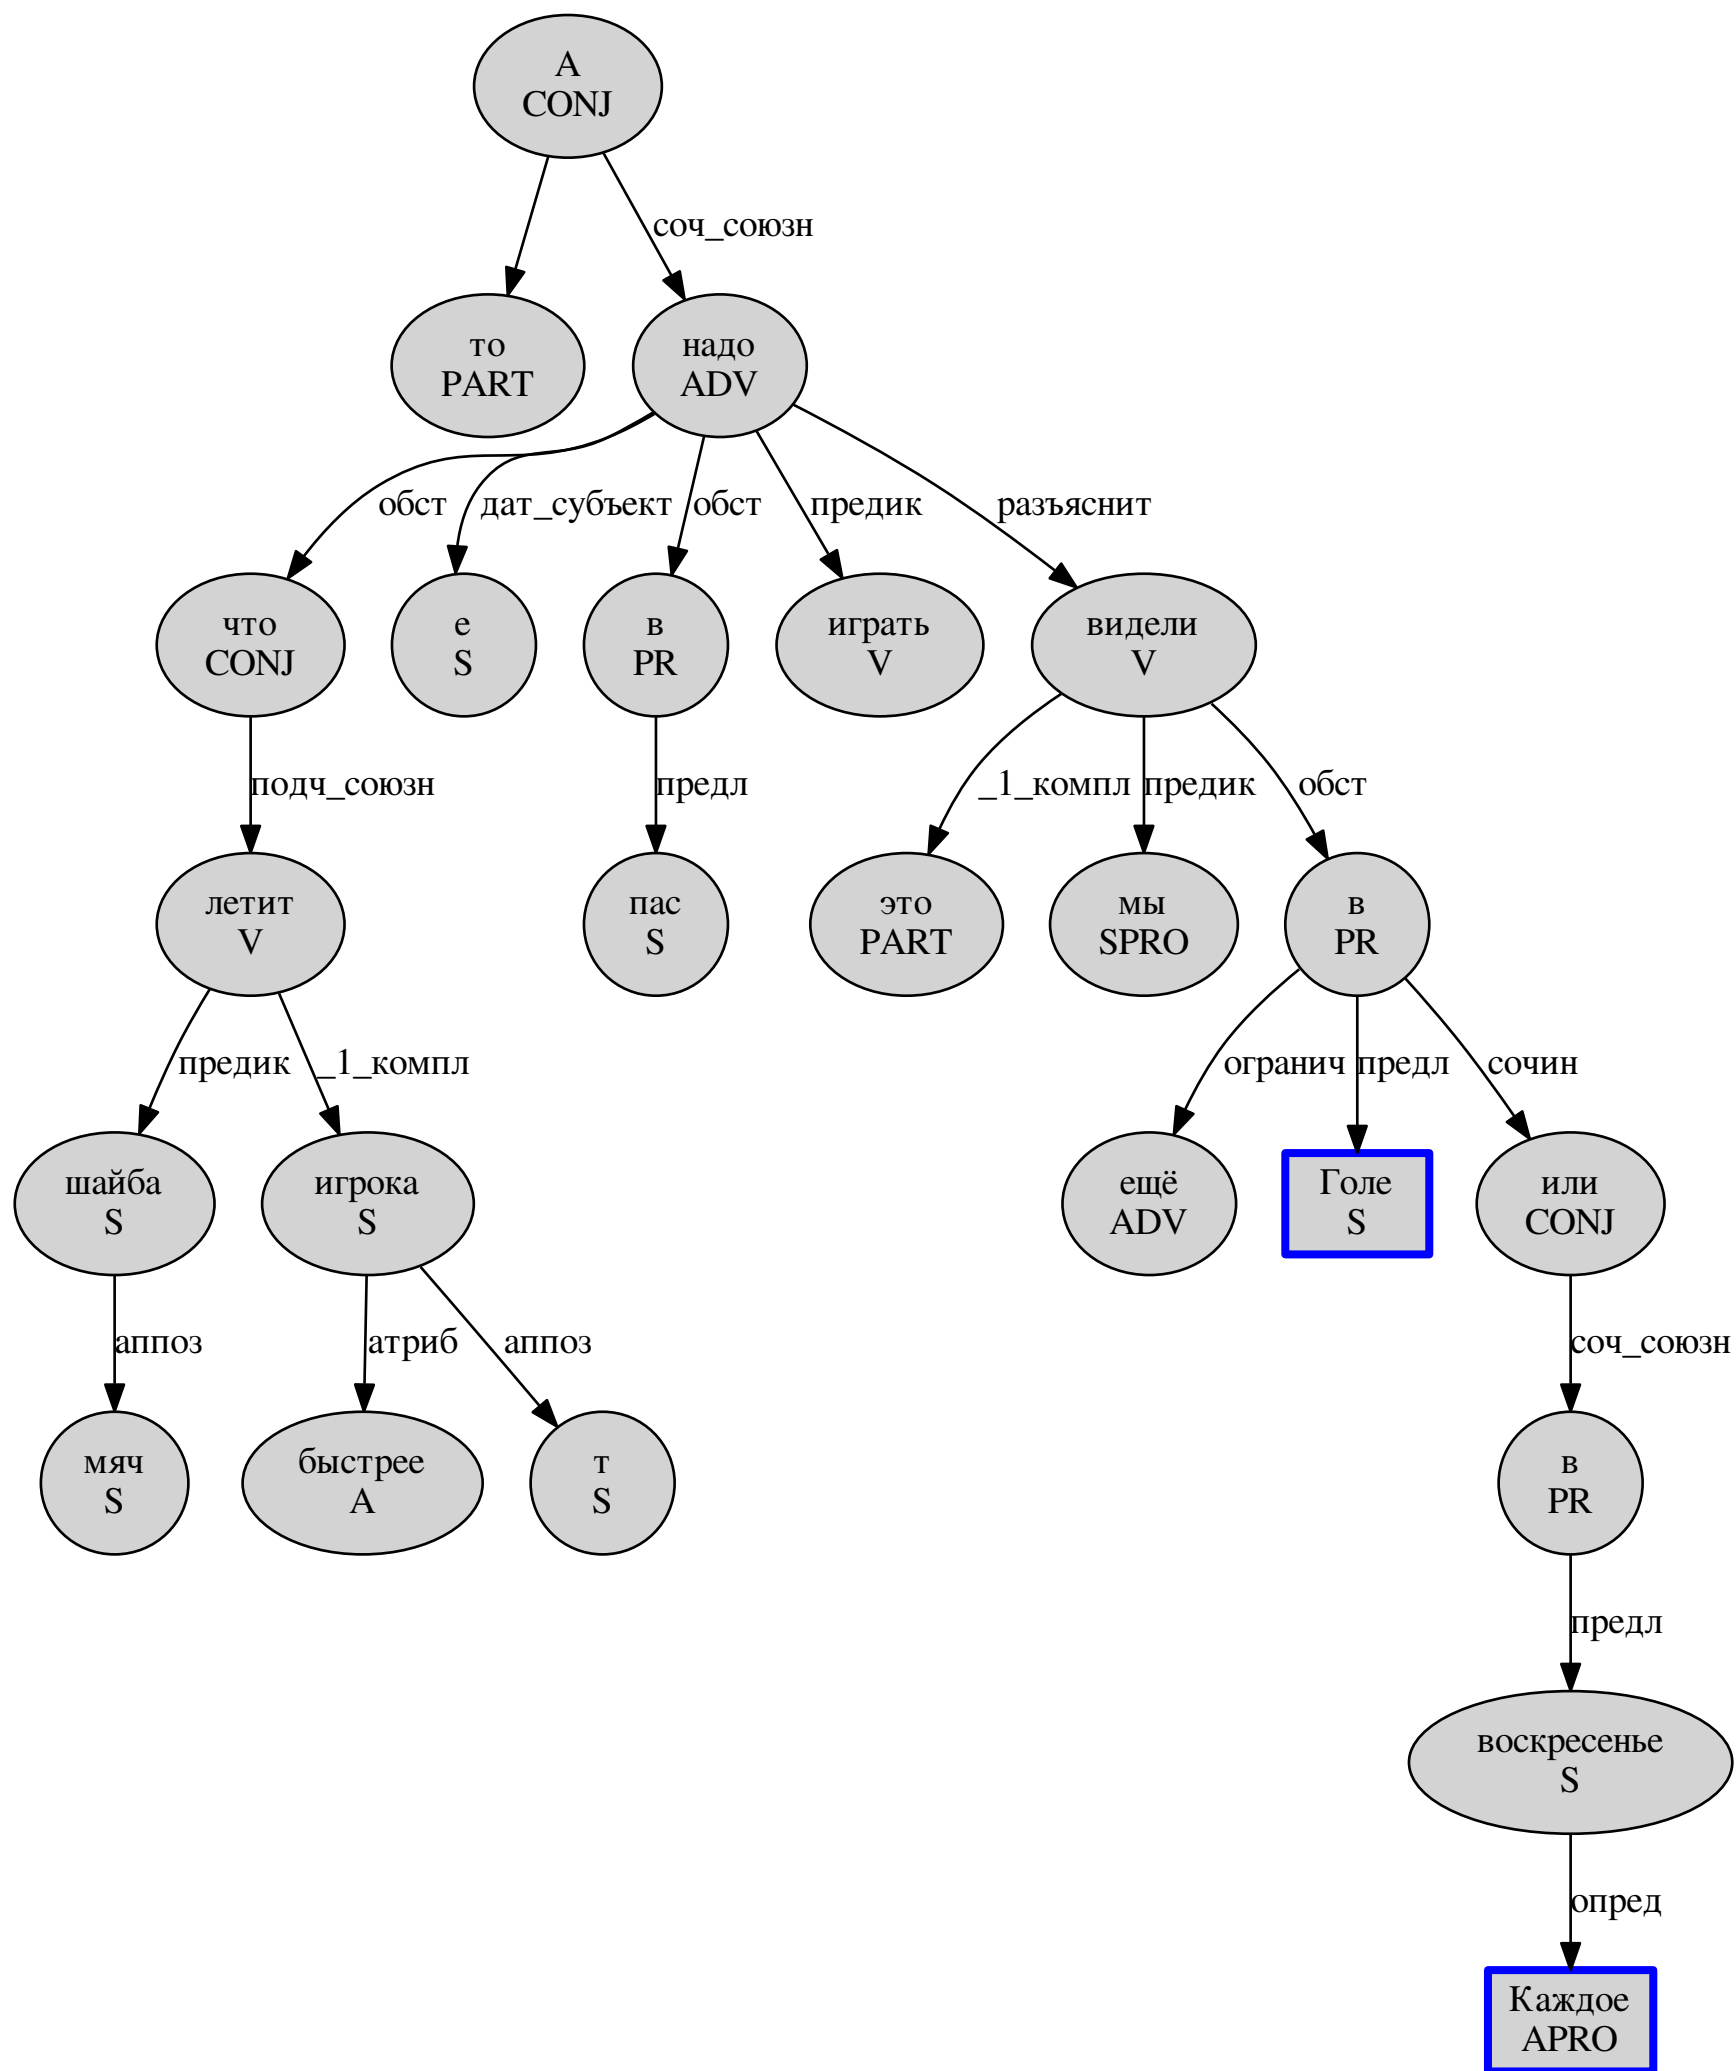 А
CONJ
соч_союзн
то
PART
надо
ADV
обст
дат_субъект
обст
предик
разъяснит
что
CONJ
е
S
в
PR
играть
V
видели
V
подч_союзн
предл
_1_компл
предик
обст
летит
V
пас
S
это
PART
мы
SPRO
в
PR
предик
_1_компл
огранич
предл
сочин
шайба
S
игрока
S
ещё
ADV
Голе
S
или
CONJ
аппоз
атриб
аппоз
соч_союзн
мяч
S
быстрее
A
т
S
в
PR
предл
воскресенье
S
опред
Каждое
APRO